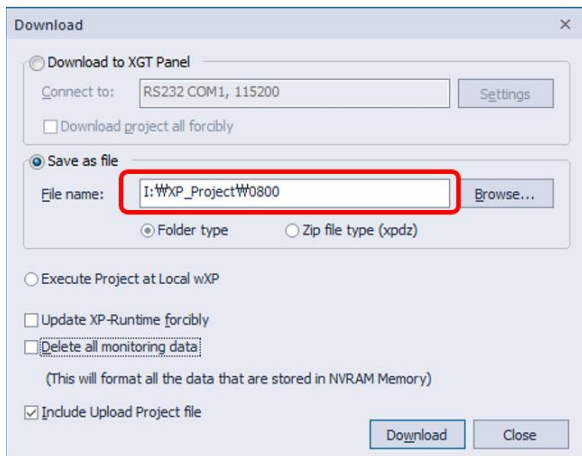 Download
Download to XGT Panel
Connect to: RS232 COM1, 115200 Settings
Download project all forcibly
Save as file
File name: I:₩XP_Project₩0800 Browse...
Folder type Zip file type (xpdz)
Execute Project at Local wXP
Update XP-Runtime forcibly
Delete all monitoring data
(This will format all the data that are stored in NVRAM Memory)
Include Upload Project file
Download Close